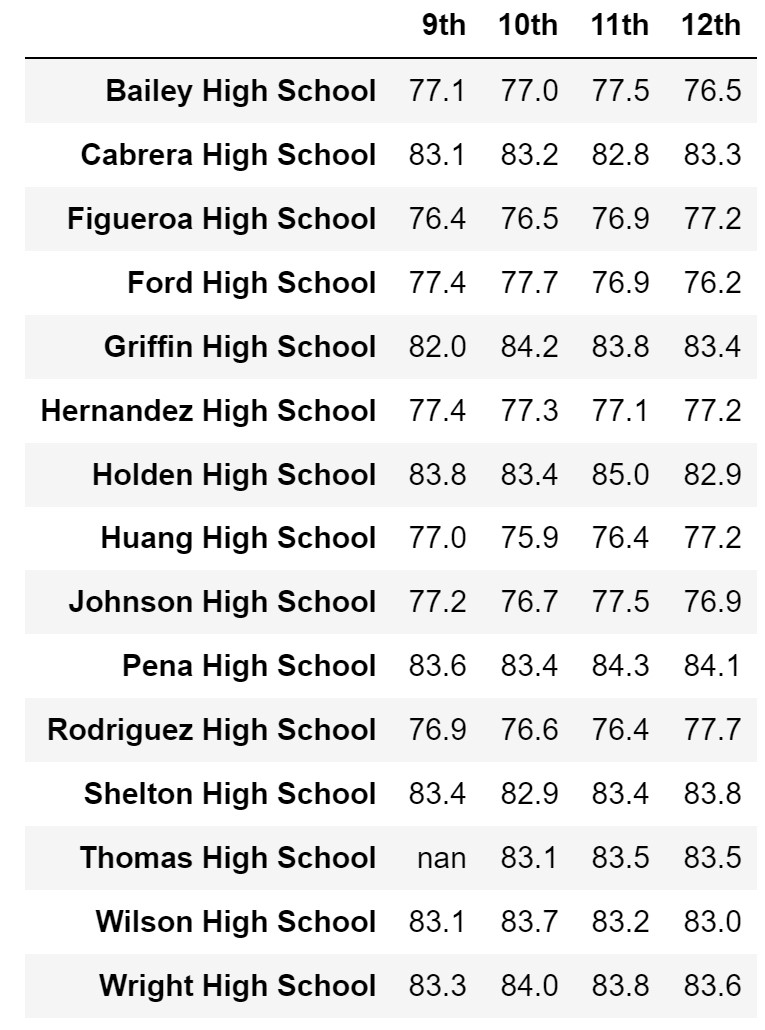 9th 10th 11th 12th
Bailey High School 77.1 77.0 77.5 76.5
Cabrera High School 83.1 83.2 82.8 83.3
Figueroa High School 76.4 76.5 76.9 77.2
Ford High School 77.4 77.7 76.9 76.2
Griffin High School 82.0 84.2 83.8 83.4
Hernandez High School 77.4 77.3 77.1 77.2
Holden High School 83.8 83.4 85.0 82.9
Huang High School 77.0 75.9 76.4 77.2
Johnson High School 77.2 76.7 77.5 76.9
Pena High School 83.6 83.4 84.3 84.1
Rodriguez High School 76.9 76.6 76.4 77.7
Shelton High School 83.4 82.9 83.4 83.8
Thomas High School nan 83.1 83.5 83.5
Wilson High School 83.1 83.7 83.2 83.0
Wright High School 83.3 84.0 83.8 83.6